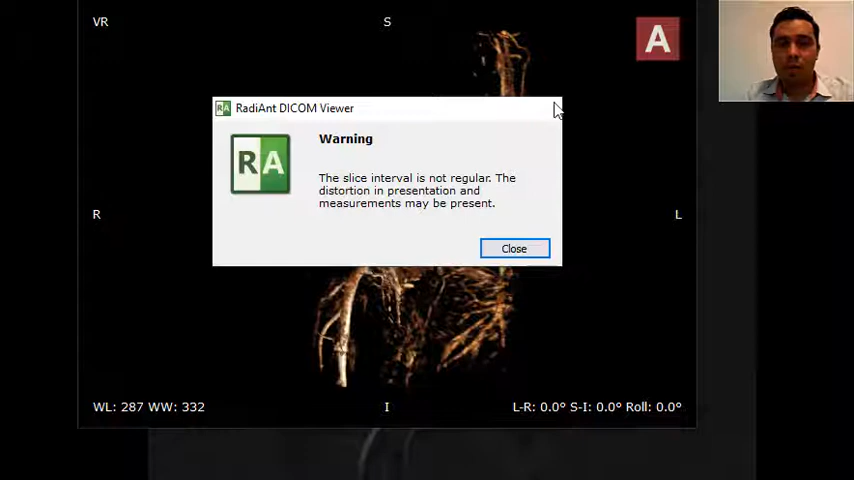 VR
S
A
RA RadiAnt DICOM Viewer
RA
Warning
The slice interval is not regular. The
distortion in presentation and
measurements may be present.
Close
R
L
WL: 287 WW: 332
I
L-R: 0.0° S-I: 0.0° Roll: 0.0°